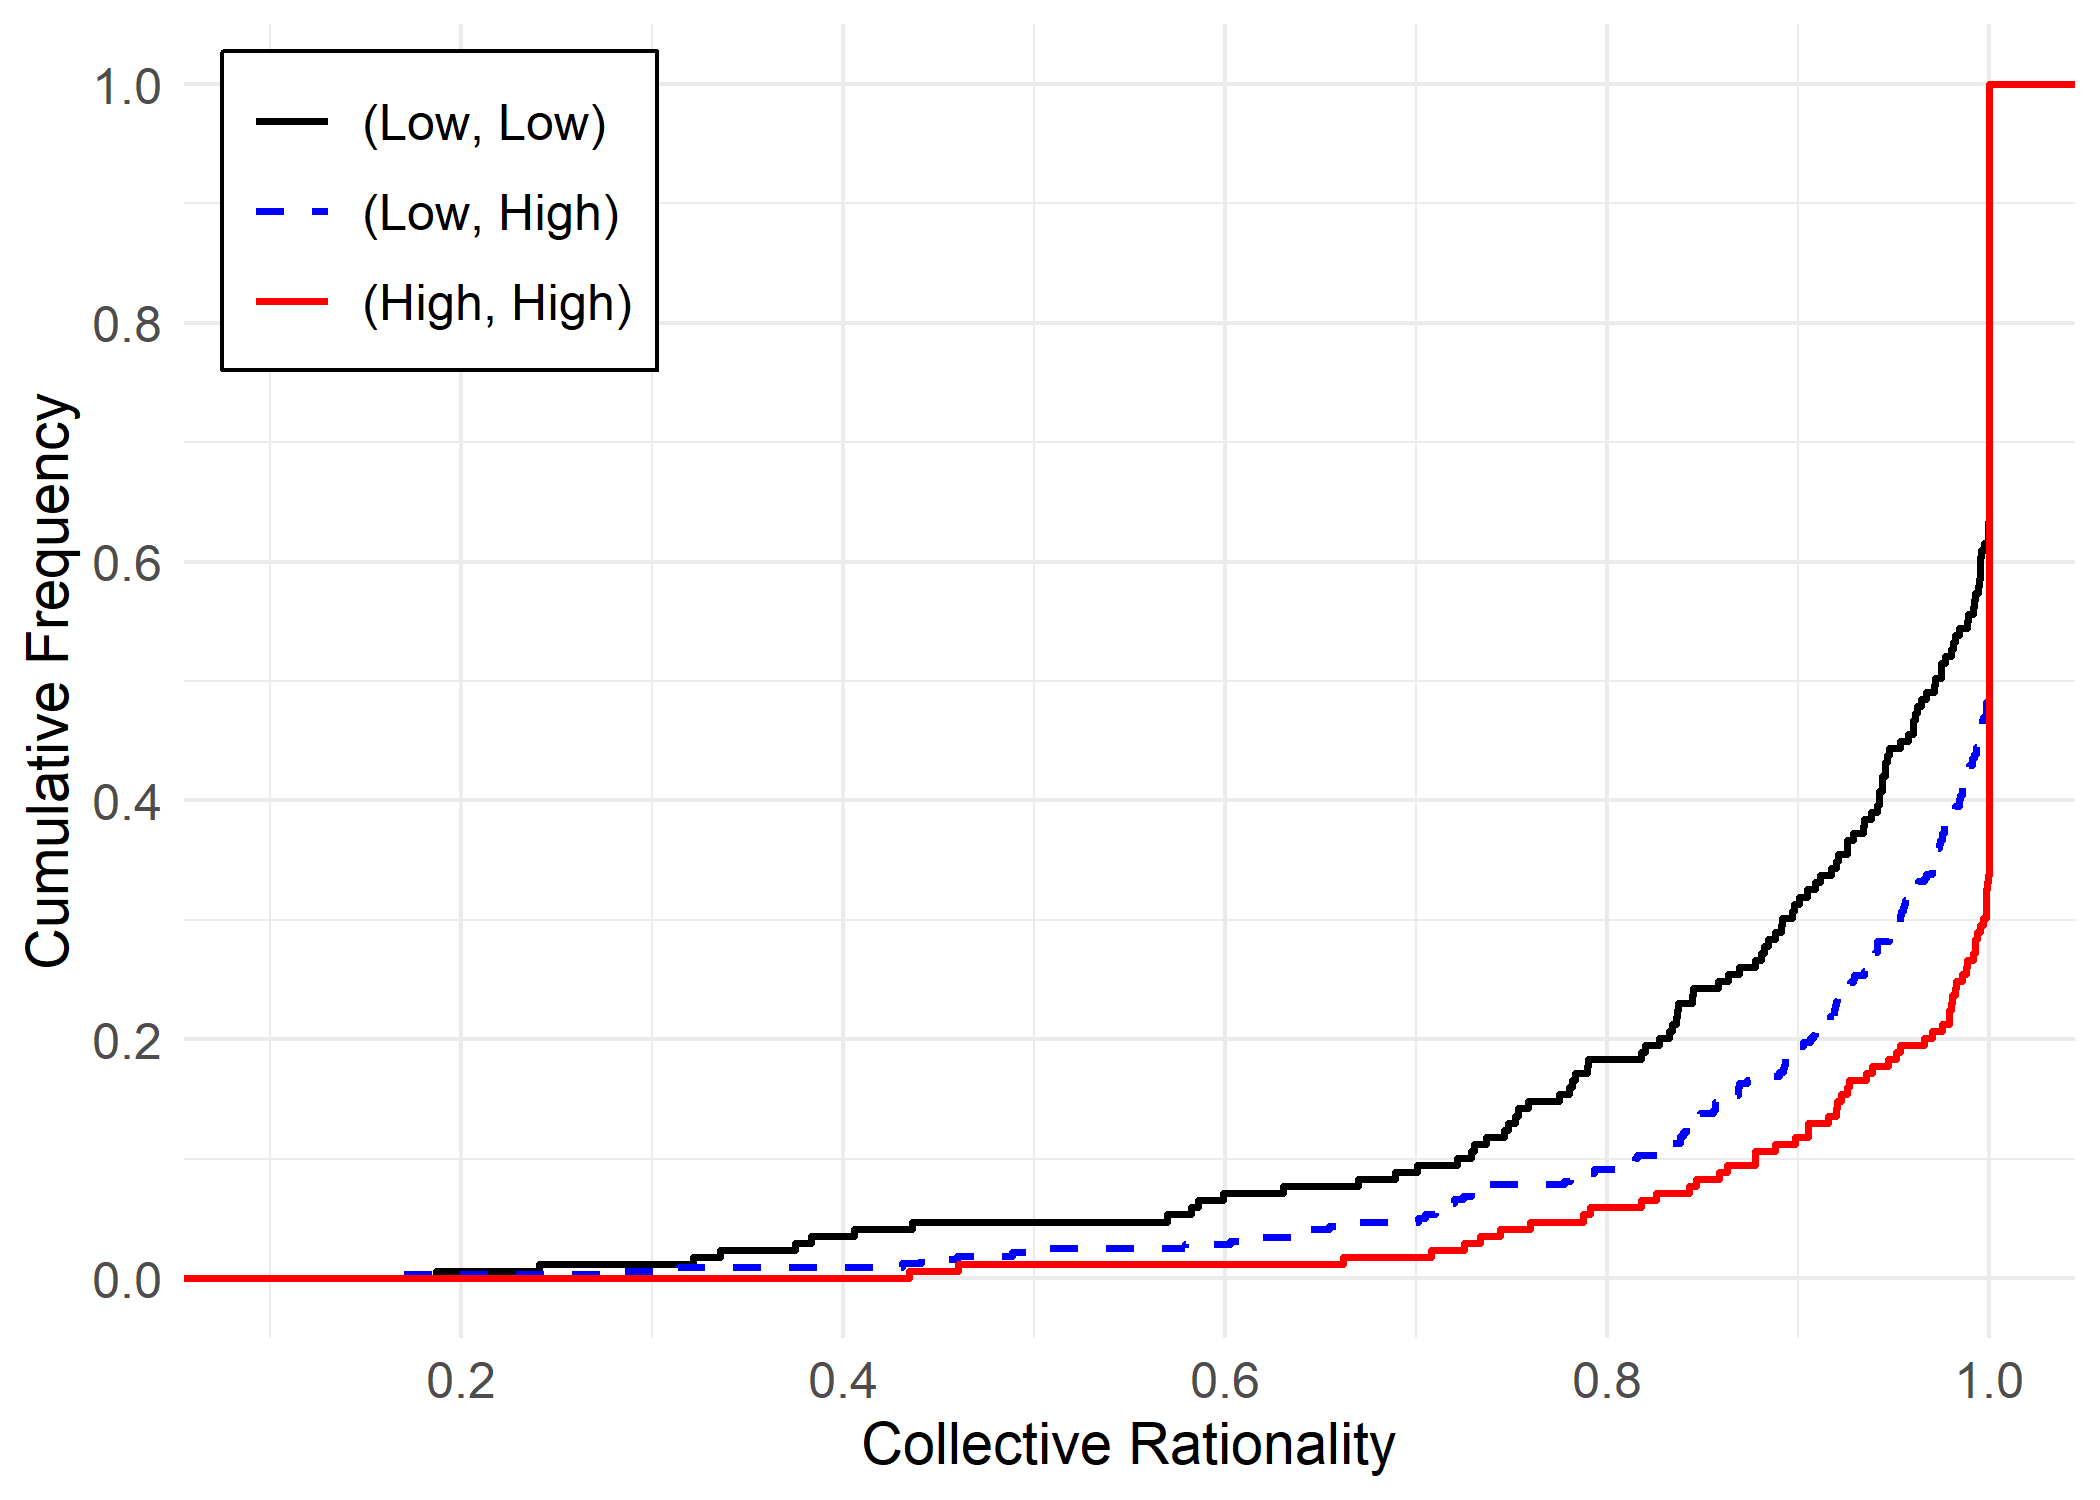 (Low, Low)
(Low, High)
(High, High)
1.0
0.8
0.6
0.4
0.2
0.0
Cumulative Frequency
0.2 0.4 0.6 0.8 1.0
Collective Rationality